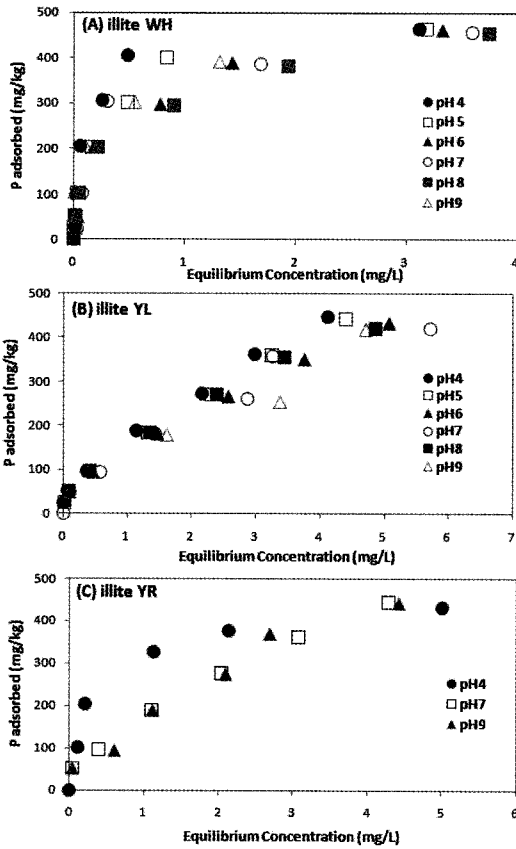 (A) illite WH
500
400
300
200
100
0
P adsorbed (mg/kg)
pH 4
pH 5
pH 6
pH 7
pH 8
pH9
0 1 2 3 4
Equilibrium Concentration (mg/L)
(B) illite YL
500
400
300
200
100
0
P adsorbed (mg/kg)
pH4
pH5
pH6
pH7
pH8
pH9
0 1 2 3 4 5 6 7
Equilibrium Concentration (mg/L)
(C) illite YR
500
400
300
200
100
0
P adsorbed (mg/kg)
pH4
pH7
pH9
0 1 2 3 4 5 6
Equilibrium Concentration (mg/L)